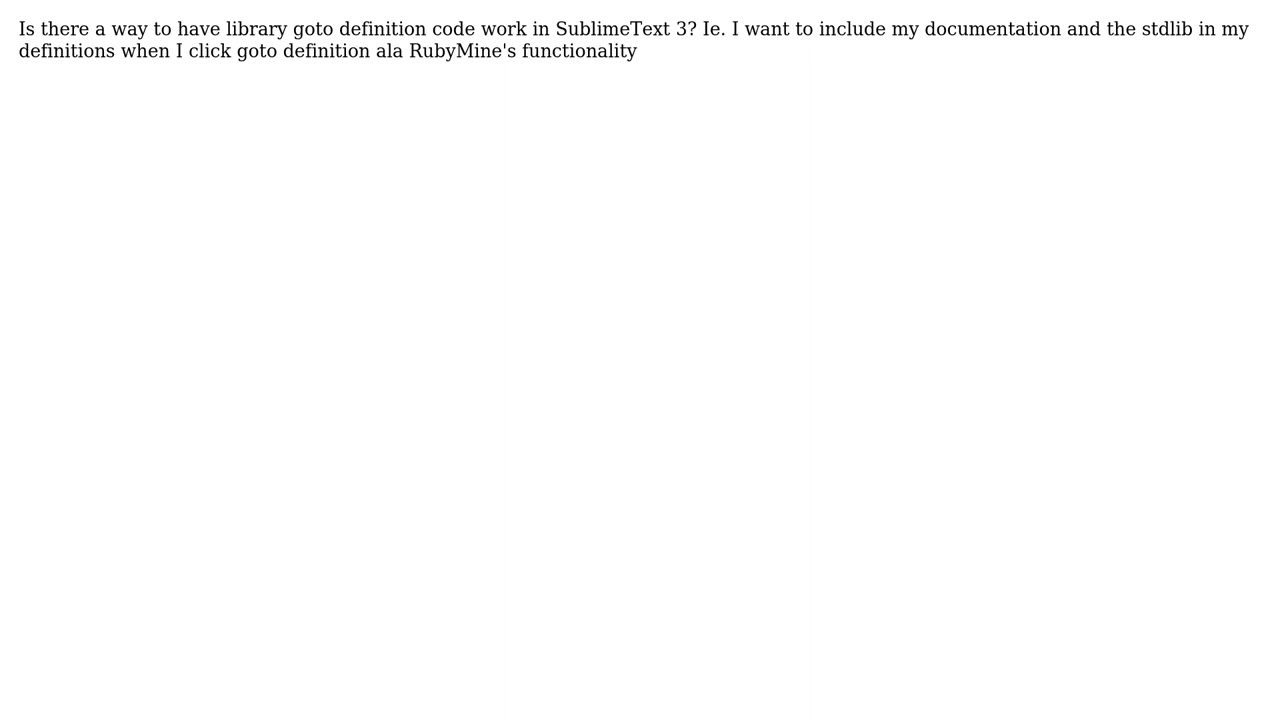 Is there a way to have library goto definition code work in SublimeText 3? Ie. I want to include my documentation and the stdlib in my
definitions when I click goto definition ala RubyMine's functionality